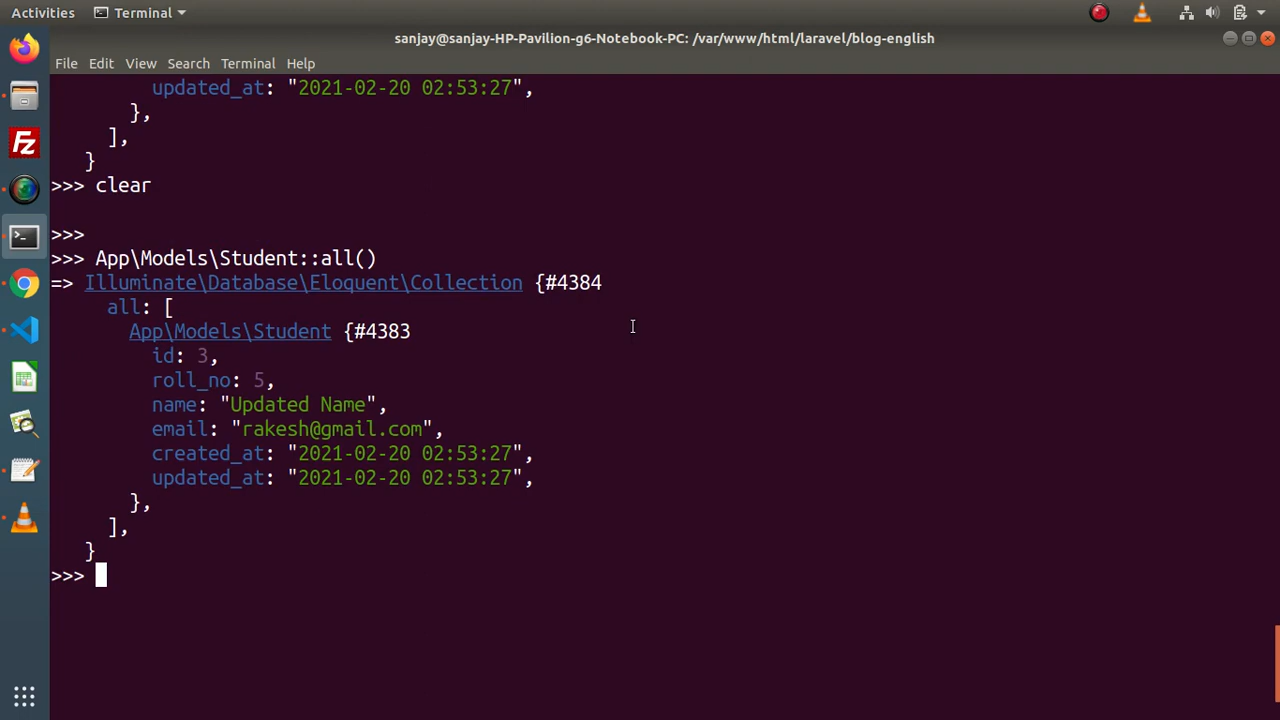 Activities Terminal
sanjay@sanjay-HP-Pavilion-g6-Notebook-PC: /var/www/html/laravel/blog-english
File Edit View Search Terminal Help
updated_at: "2021-02-20 02:53:27",
},
],
}
>>> clear
>>>
>>> App\Models\Student::all()
=> Illuminate\Database\Eloquent\Collection {#4384
all: [
App\Models\Student {#4383
id: 3,
roll_no: 5,
name: "Updated Name",
email: "rakesh@gmail.com",
created_at: "2021-02-20 02:53:27",
updated_at: "2021-02-20 02:53:27",
},
],
}
>>>
Fz